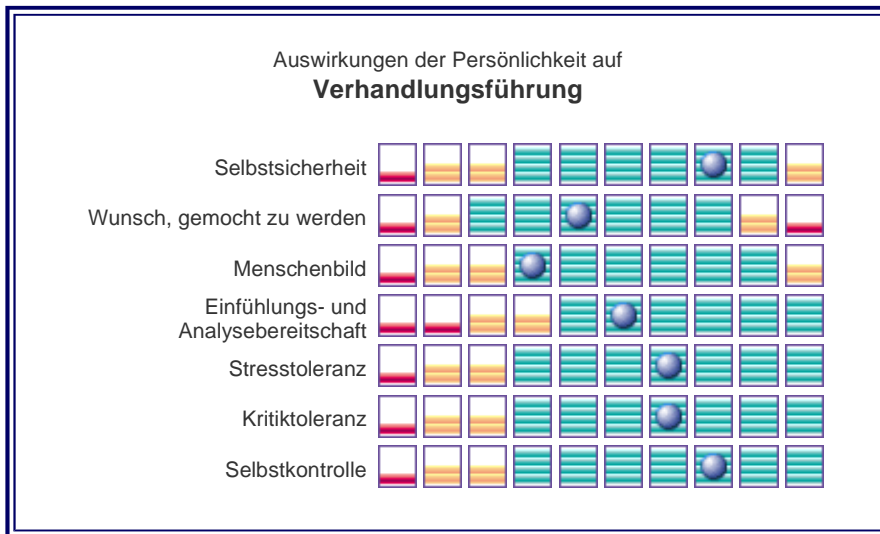 Auswirkungen der Persönlichkeit auf
Verhandlungsführung
Selbstsicherheit
Wunsch, gemocht zu werden
Menschenbild
Einfühlungs- und
Analysebereitschaft
Stresstoleranz
Kritiktoleranz
Selbstkontrolle